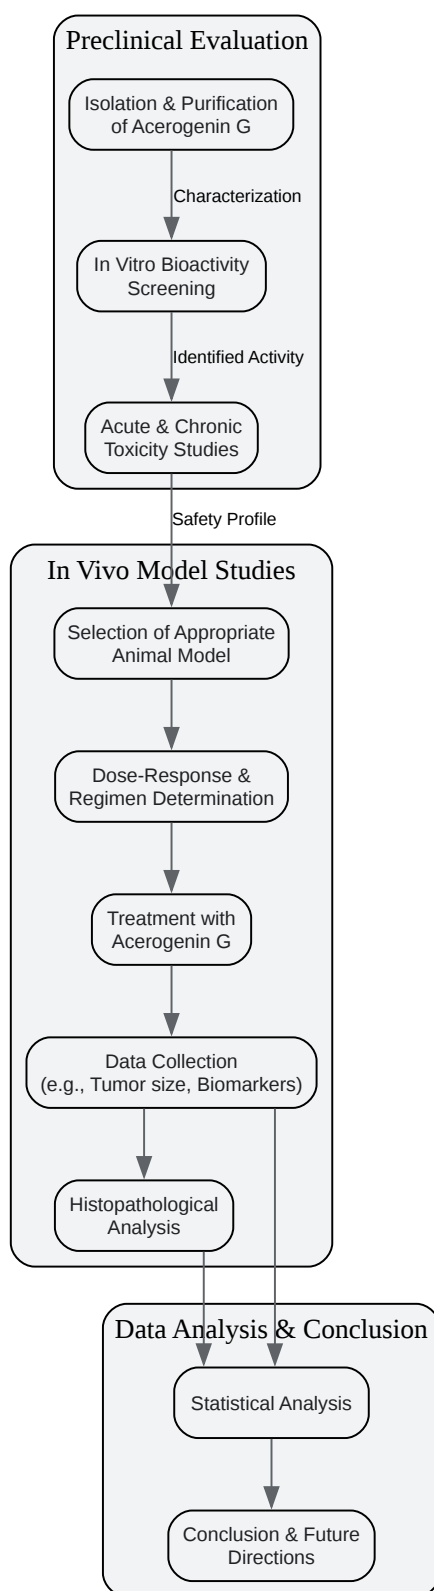 Preclinical Evaluation
Isolation & Purification
of Acerogenin G
Characterization
In Vitro Bioactivity
Screening
Identified Activity
Acute & Chronic
Toxicity Studies
Safety Profile
In Vivo Model Studies
Selection of Appropriate
Animal Model
Dose-Response &
Regimen Determination
Treatment with
Acerogenin G
Data Collection
(e.g., Tumor size, Biomarkers)
Histopathological
Analysis
Data Analysis & Conclusion
Statistical Analysis
Conclusion & Future
Directions